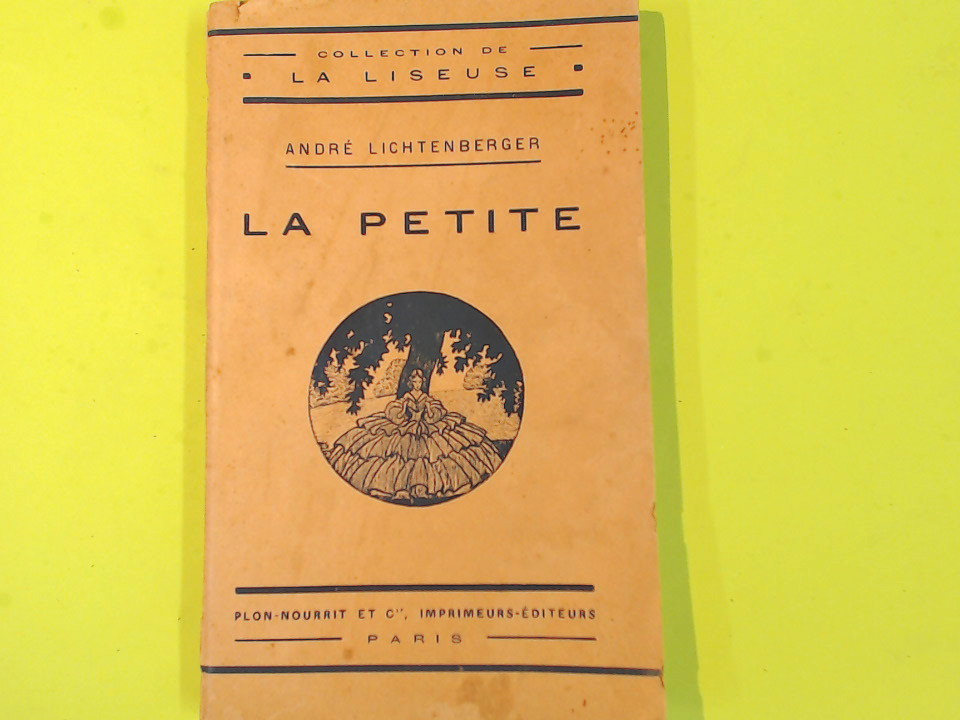 COLLECTION DE
LA LISEUSE
ANDRÉ LICHTENBERGER
LA PETITE
PLON-NOURRIT ET Cie, IMPRIMEURS-ÉDITEURS
PARIS